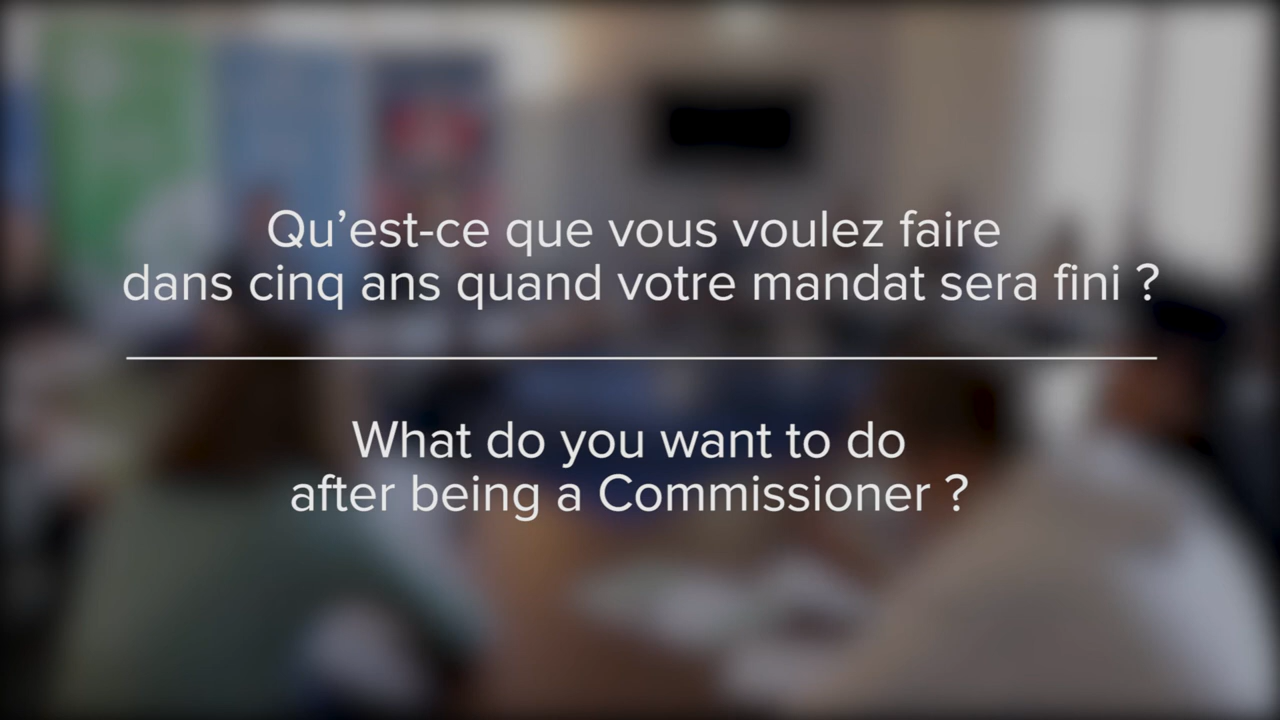 Qu’est-ce que vous voulez faire
dans cinq ans quand votre mandat sera fini ?
What do you want to do
after being a Commissioner ?